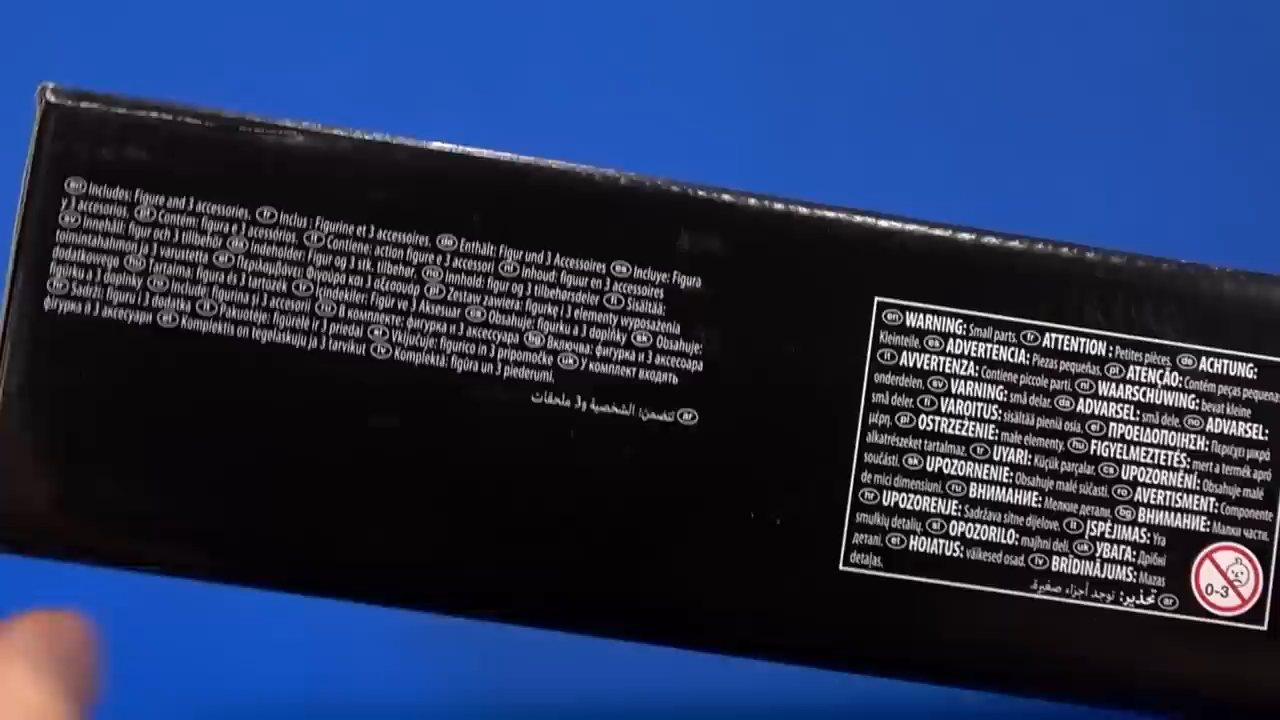 en Includes: Figure and 3 accessories. fr Inclus : Figurine et 3 accessoires. de Enthält: Figur und 3 Accessoires es Incluye: Figura
y 3 accesorios. pt Contém: figura e 3 acessórios. it Contiene: action figure e 3 accessori nl Inhoud: figuur en 3 accessoires
sv Innehåll: figur och 3 tillbehör da Indeholder: Figur og 3 stk. tilbehør. no Innhold: figur og 3 tilbehørsdeler fi Sisältää:
toimintahahmon ja 3 varustetta el Περιλαμβάνει: Φιγούρα και 3 αξεσουάρ pl Zestaw zawiera: figurkę i 3 elementy wyposażenia
dodatkowego hu Tartalma: figura és 3 tartozék tr İçindekiler: Figür ve 3 Aksesuar cs Obsahuje: figurku a 3 doplňky sk Obsahuje:
figúrku a 3 doplnky ro Include: figurina și 3 accesorii ru В комплекте: фигурка и 3 аксессуара bg Включва: фигурка и 3 аксесоара
hr Sadrži: figuru i 3 dodatka lt Pakuotėje: figūrėlė ir 3 priedai sl Vključuje: figurico in 3 pripomočke uk У комплект входять
фігурка й 3 аксесуари et Komplektis on tegelaskuju ja 3 tarvikut lv Komplektā: figūra un 3 piederumi.
ar تتضمن: الشخصية و3 ملحقات
en WARNING: Small parts. fr ATTENTION : Petites pièces. de ACHTUNG:
Kleinteile. es ADVERTENCIA: Piezas pequeñas. pt ATENÇÃO: Contém peças pequenas
it AVVERTENZA: Contiene piccole parti. nl WAARSCHUWING: bevat kleine
onderdelen. sv VARNING: små delar. da ADVARSEL: små dele. no ADVARSEL:
små deler. fi VAROITUS: sisältää pieniä osia. el ΠΡΟΕΙΔΟΠΟΙΗΣΗ: Περιέχει μικρά
μέρη. pl OSTRZEŻENIE: małe elementy. hu FIGYELMEZTETÉS: mert a termék apró
alkatrészeket tartalmaz. tr UYARI: Küçük parçalar. cs UPOZORNĚNÍ: Obsahuje malé
součásti. sk UPOZORNENIE: Obsahuje malé súčasti. ro AVERTISMENT: Componente
de mici dimensiuni. ru ВНИМАНИЕ: Мелкие детали. bg ВНИМАНИЕ: Малки части.
hr UPOZORENJE: Sadržava sitne dijelove. lt ĮSPĖJIMAS: Yra
smulkių detalių. sl OPOZORILO: majhni deli. uk УВАГА: Дрібні
деталі. et HOIATUS: väikesed osad. lv BRĪDINĀJUMS: Mazas
detaļas.
ar تحذير: توجد أجزاء صغيرة.
0-3